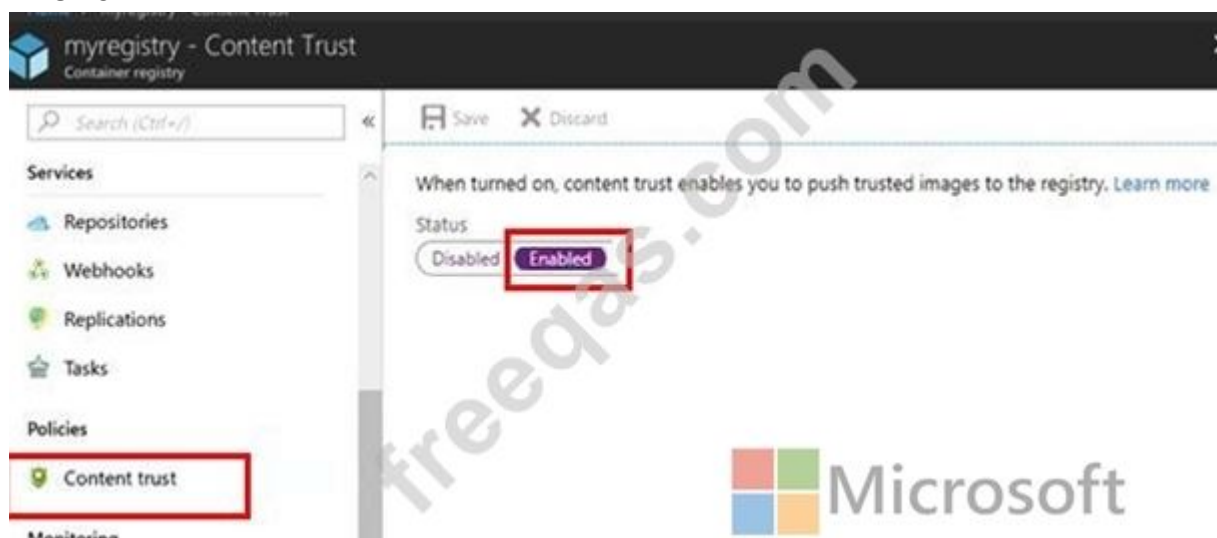 myregistry - Content Trust
Container registry
Search (Ctrl+/)
«
Save Discard
Services
When turned on, content trust enables you to push trusted images to the registry. Learn more
Repositories
Status
Disabled Enabled
Webhooks
Replications
Tasks
Policies
Content trust
Monitoring
freeqas.com
Microsoft